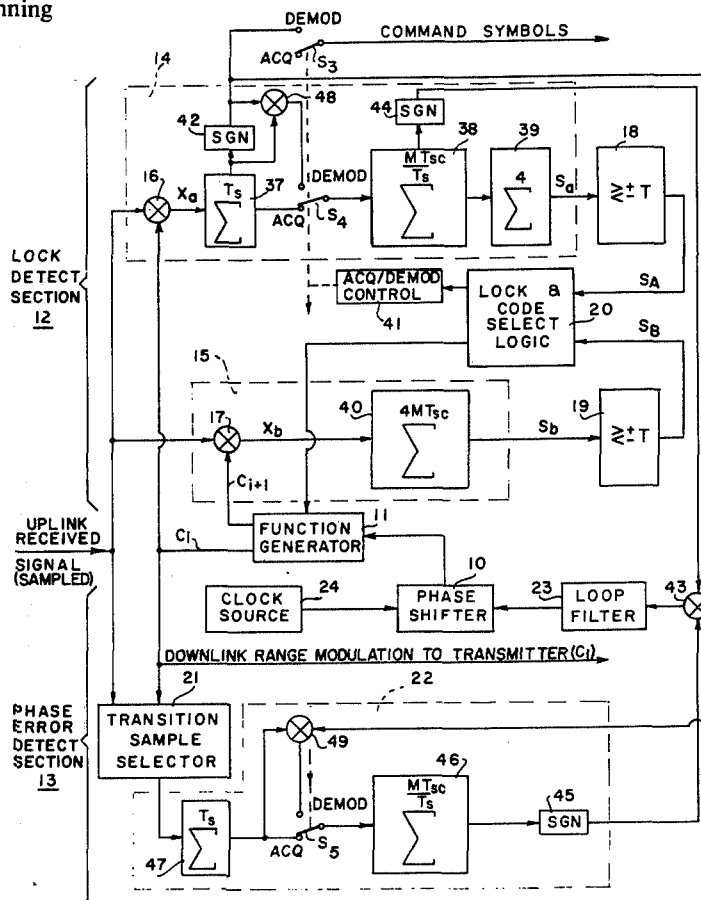 nning
DEMOD
COMMAND SYMBOLS
ACQ
S3
14
48
42
SGN
44
SGN
38
39
18
16
Xa
Ts
Σ
37
DEMOD
ACQ
S4
MTsc
Ts
Σ
4
Σ
Sa
≥ ± T
LOCK
DETECT
SECTION
12
ACQ/DEMOD
CONTROL
41
LOCK &
CODE
SELECT
LOGIC
20
SA
SB
15
17
Xb
40
4MTsc
Σ
Sb
19
≥ ± T
Ci+1
FUNCTION
GENERATOR
11
Ci
UPLINK
RECEIVED
SIGNAL
(SAMPLED)
CLOCK
SOURCE
24
10
PHASE
SHIFTER
23
LOOP
FILTER
43
DOWNLINK RANGE MODULATION TO TRANSMITTER (Ci)
21
22
PHASE
ERROR
DETECT
SECTION
13
TRANSITION
SAMPLE
SELECTOR
49
46
DEMOD
ACQ
S5
MTsc
Ts
Σ
45
SGN
Ts
Σ
47